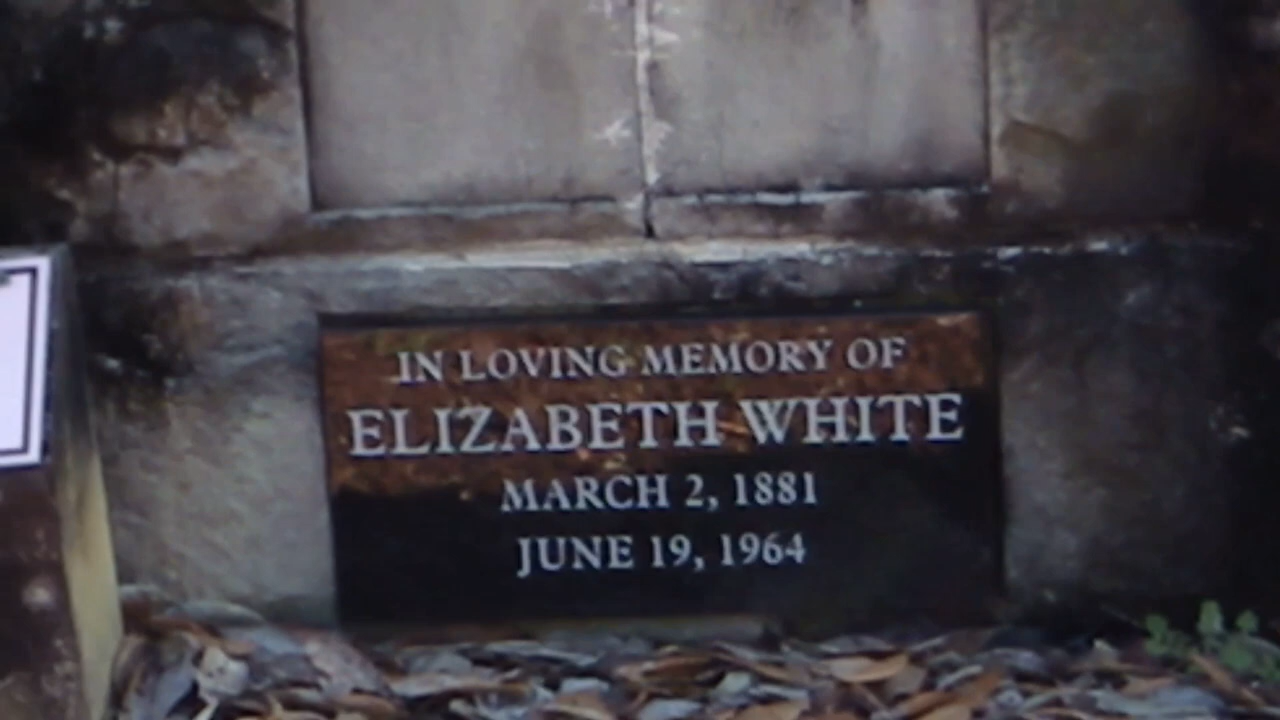 IN LOVING MEMORY OF
ELIZABETH WHITE
MARCH 2, 1881
JUNE 19, 1964